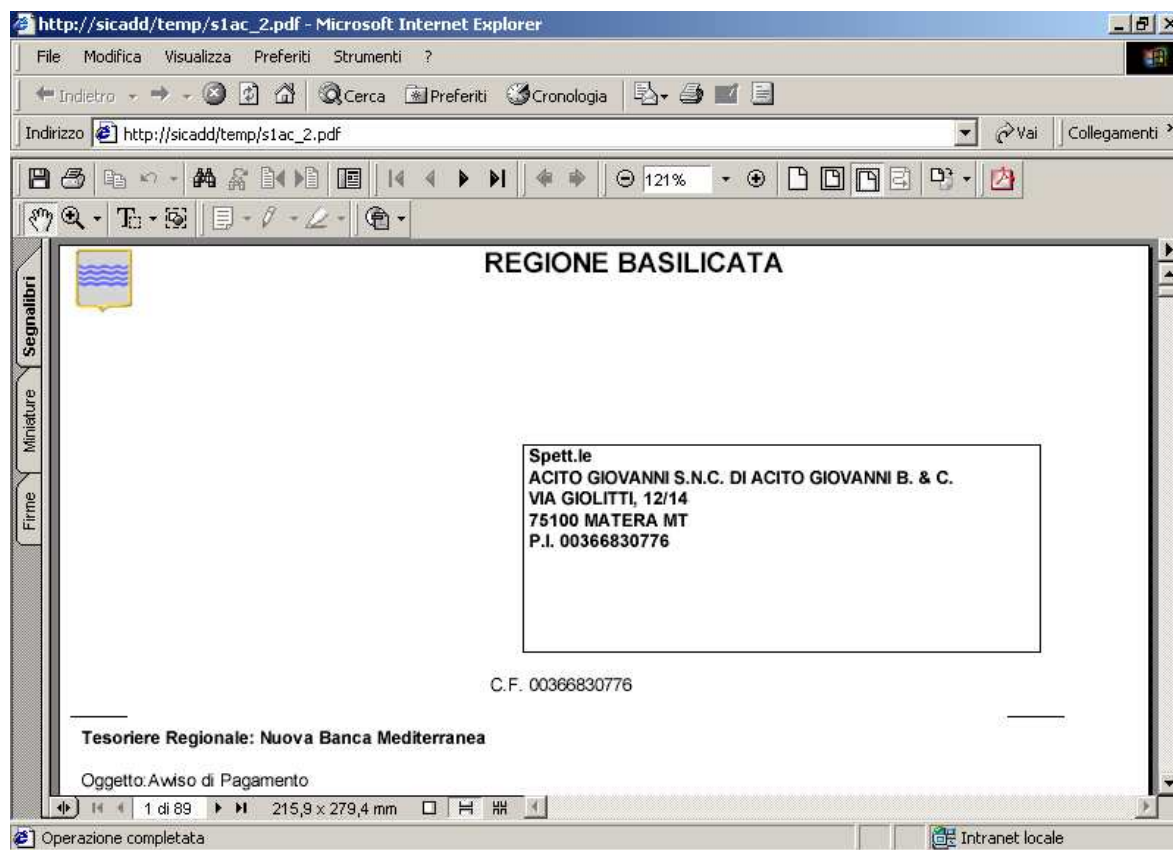 http://sicadd/temp/s1ac_2.pdf - Microsoft Internet Explorer
File Modifica Visualizza Preferiti Strumenti ?
Indietro Cerca Preferiti Cronologia
Indirizzo http://sicadd/temp/s1ac_2.pdf Vai Collegamenti »
121%
Segnalibri
Miniature
Firme
REGIONE BASILICATA
Spett.le
ACITO GIOVANNI S.N.C. DI ACITO GIOVANNI B. & C.
VIA GIOLITTI, 12/14
75100 MATERA MT
P.I. 00366830776
C.F. 00366830776
Tesoriere Regionale: Nuova Banca Mediterranea
Oggetto:Avviso di Pagamento
1 di 89 215,9 x 279,4 mm
Operazione completata Intranet locale